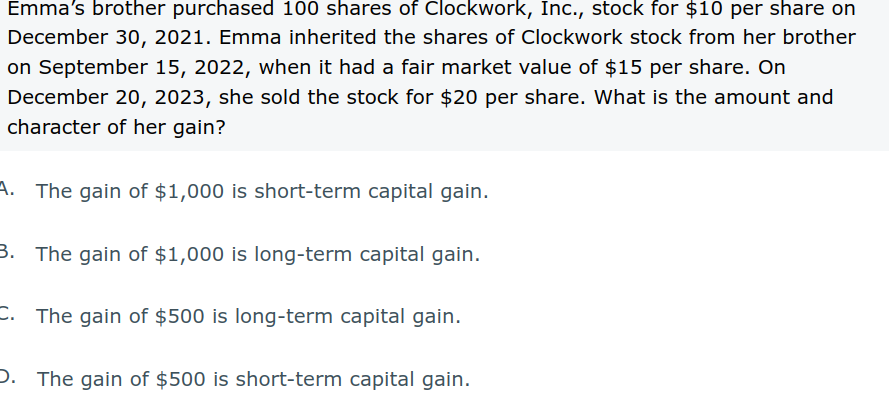 Emma's brother purchased 100 shares of Clockwork, Inc., stock for $10 per share on
December 30, 2021. Emma inherited the shares of Clockwork stock from her brother
on September 15, 2022, when it had a fair market value of $15 per share. On
December 20, 2023, she sold the stock for $20 per share. What is the amount and
character of her gain?
A. The gain of $1,000 is short-term capital gain.
B. The gain of $1,000 is long-term capital gain.
C. The gain of $500 is long-term capital gain.
D. The gain of $500 is short-term capital gain.